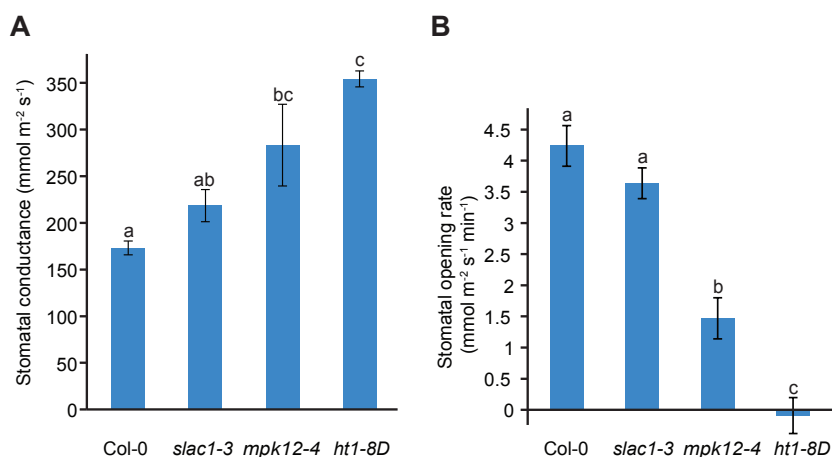 A
Stomatal conductance (mmol m-2 s-1)
350
300
250
200
150
100
50
0
a
ab
bc
c
Col-0 slac1-3 mpk12-4 ht1-8D
B
Stomatal opening rate
(mmol m-2 s-1 min-1)
4.5
4
3.5
3
2.5
2
1.5
1
0.5
0
a
a
b
c
Col-0 slac1-3 mpk12-4 ht1-8D